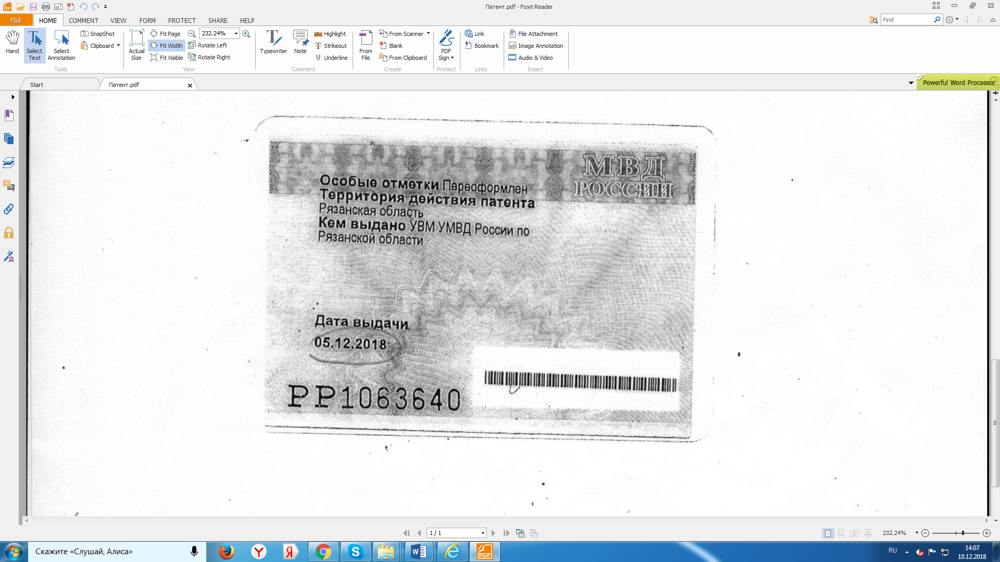 Патент.pdf - Foxit Reader
FILE
HOME
COMMENT
VIEW
FORM
PROTECT
SHARE
HELP
Find
Hand
Select
Text
Select
Annotation
SnapShot
Clipboard
Tools
Actual
Size
Fit Page
Fit Width
Fit Visible
232.24%
Rotate Left
Rotate Right
View
Typewriter
Note
Highlight
Strikeout
Underline
Comment
From
File
From Scanner
Blank
From Clipboard
Create
PDF
Sign
Protect
Link
Bookmark
Links
File Attachment
Image Annotation
Audio & Video
Insert
Start
Патент.pdf
Powerful Word Processor
МВД
РОССИИ
Особые отметки Переоформлен
Территория действия патента
Рязанская область
Кем выдано УВМ УМВД России по
Рязанской области
Дата выдачи
05.12.2018
РР1063640
1 / 1
232.24%
Скажите «Слушай, Алиса»
RU
14:07
10.12.2018